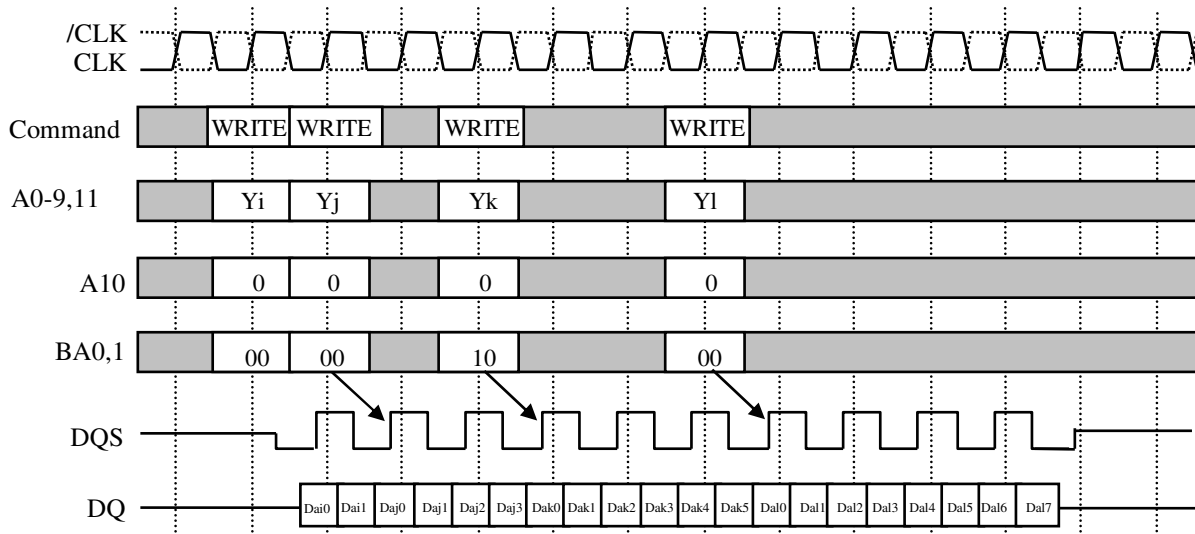 /CLK
CLK
Command WRITE WRITE WRITE WRITE
A0-9,11 Yi Yj Yk Yl
A10 0 0 0 0
BA0,1 00 00 10 00
DQS
DQ Dai0 Dai1 Daj0 Daj1 Daj2 Daj3 Dak0 Dak1 Dak2 Dak3 Dak4 Dak5 Dal0 Dal1 Dal2 Dal3 Dal4 Dal5 Dal6 Dal7